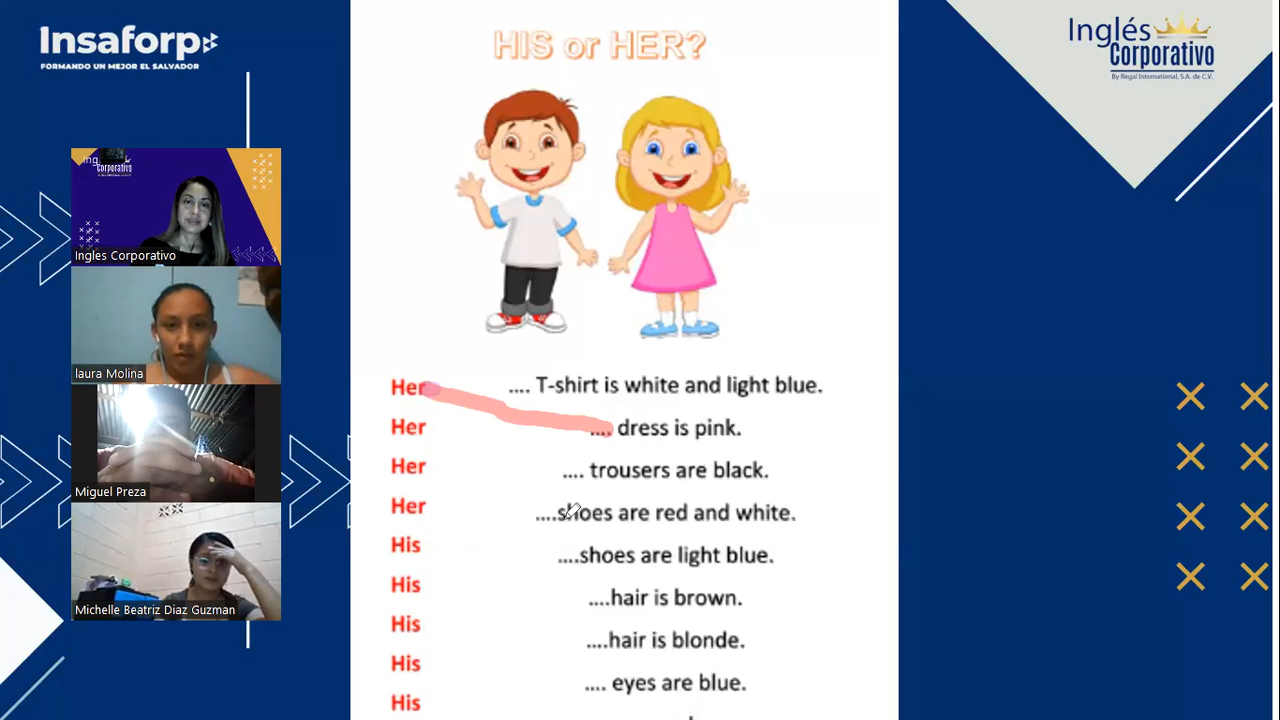 Insaforp
FORMANDO UN MEJOR EL SALVADOR
HIS or HER?
Inglés
Corporativo
By Regal International, S.A. de C.V.
Ing
Corporativo
Ingles Corporativo
laura Molina
Miguel Preza
Michelle Beatriz Diaz Guzman
Her .... T-shirt is white and light blue.
Her .... dress is pink.
Her .... trousers are black.
Her ....shoes are red and white.
His ....shoes are light blue.
His ....hair is brown.
His ....hair is blonde.
His .... eyes are blue.
His